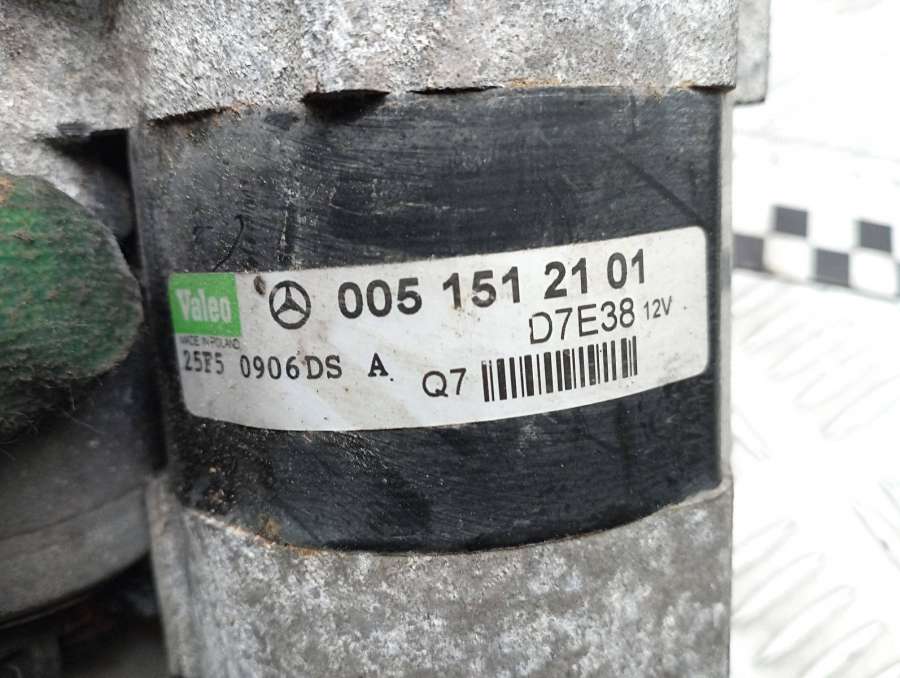 Valeo 005 151 21 01
MADE IN POLAND D7E38 12V
25F5 0906DS A Q7